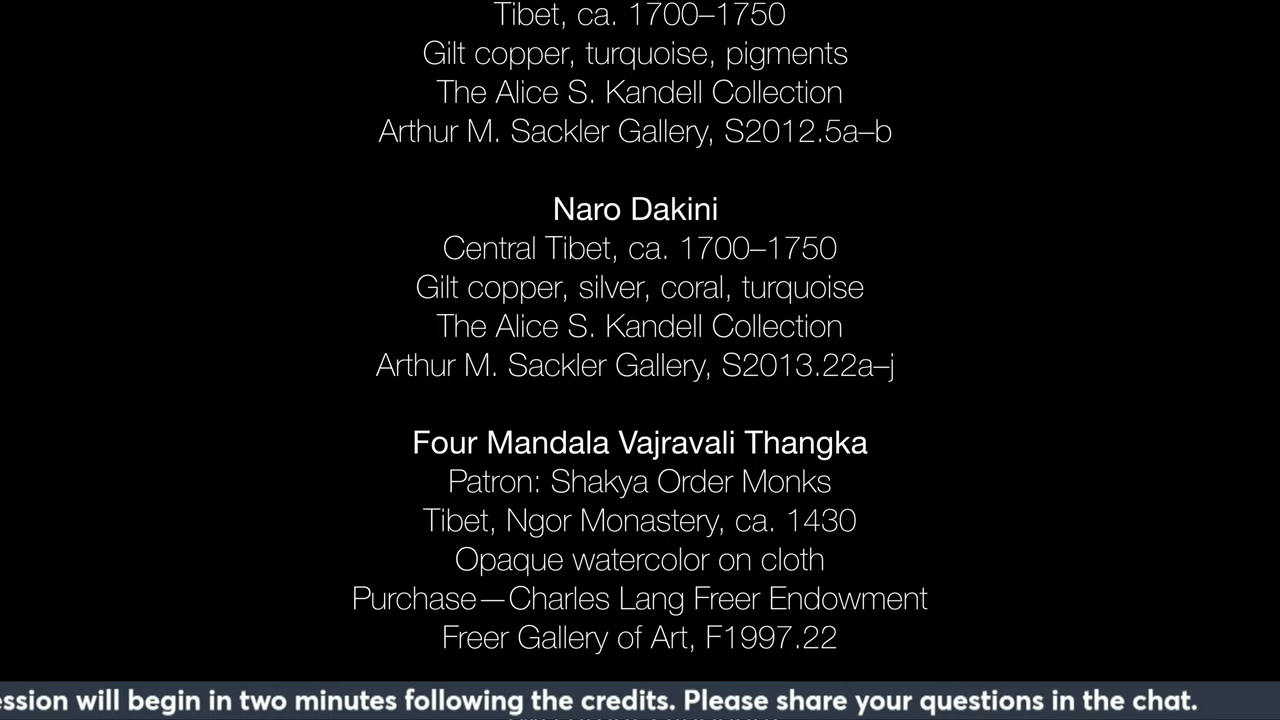 Tibet, ca. 1700–1750
Gilt copper, turquoise, pigments
The Alice S. Kandell Collection
Arthur M. Sackler Gallery, S2012.5a–b
Naro Dakini
Central Tibet, ca. 1700–1750
Gilt copper, silver, coral, turquoise
The Alice S. Kandell Collection
Arthur M. Sackler Gallery, S2013.22a–j
Four Mandala Vajravali Thangka
Patron: Shakya Order Monks
Tibet, Ngor Monastery, ca. 1430
Opaque watercolor on cloth
Purchase—Charles Lang Freer Endowment
Freer Gallery of Art, F1997.22
ession will begin in two minutes following the credits. Please share your questions in the chat.